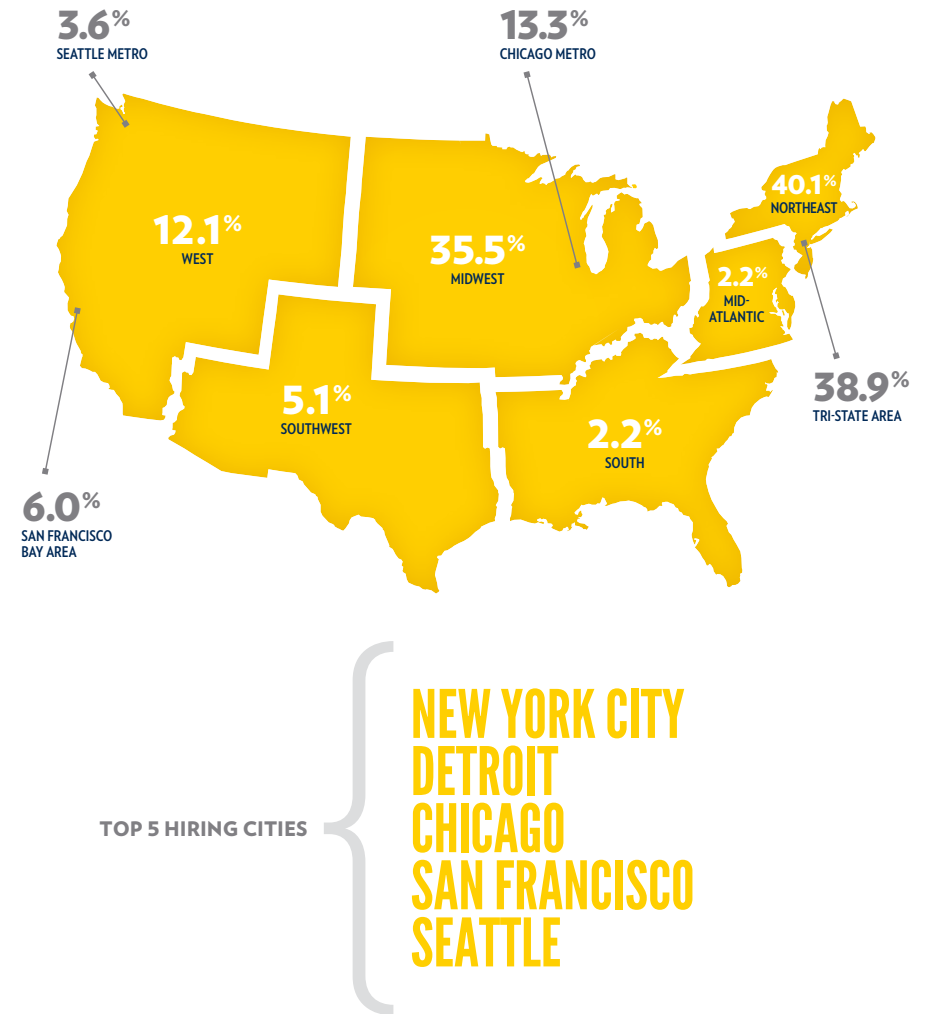 3.6%
SEATTLE METRO
13.3%
CHICAGO METRO
40.1%
NORTHEAST
12.1%
WEST
35.5%
MIDWEST
2.2%
MID-
ATLANTIC
38.9%
TRI-STATE AREA
5.1%
SOUTHWEST
2.2%
SOUTH
6.0%
SAN FRANCISCO
BAY AREA
TOP 5 HIRING CITIES
NEW YORK CITY
DETROIT
CHICAGO
SAN FRANCISCO
SEATTLE